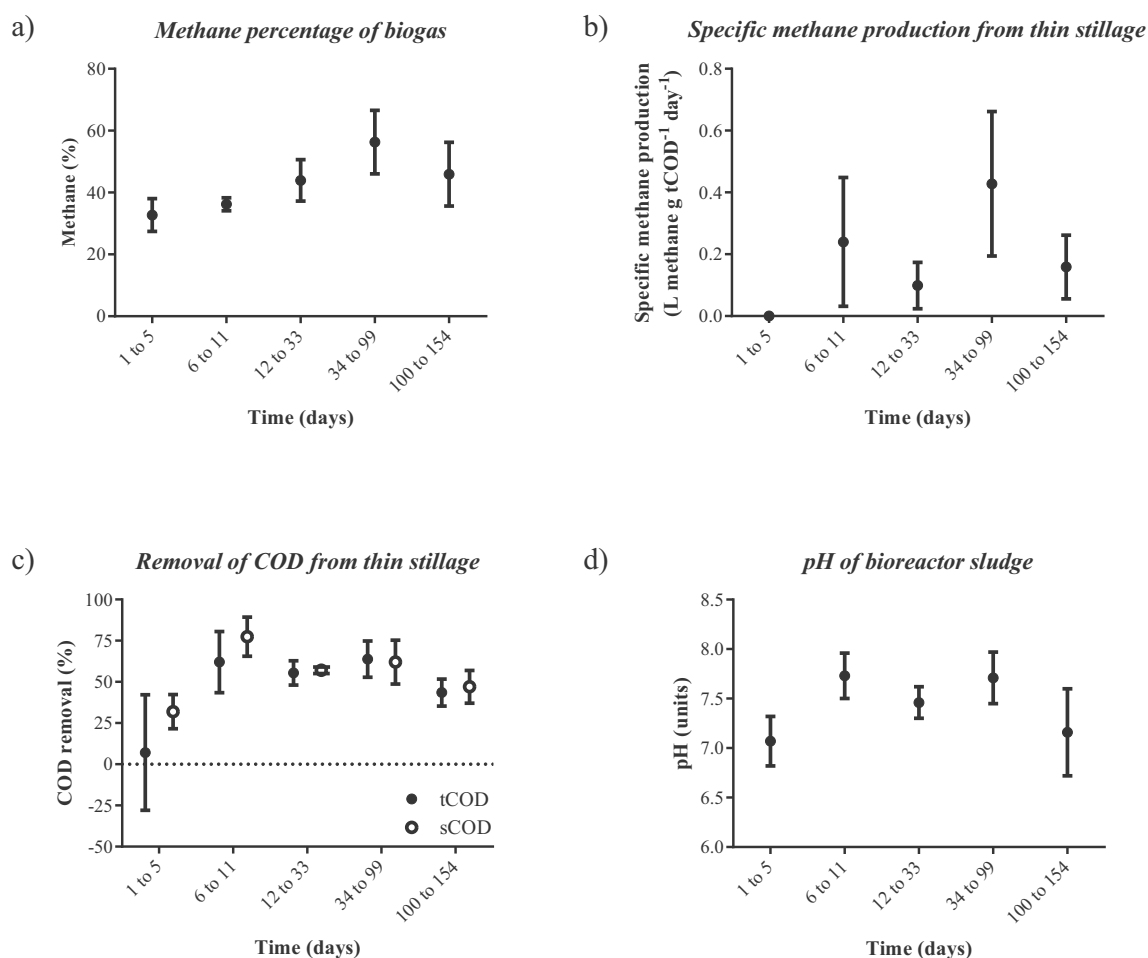 a)
Methane percentage of biogas
Methane (%)
80
60
40
20
0
1 to 5
6 to 11
12 to 33
34 to 99
100 to 154
Time (days)
b)
Specific methane production from thin stillage
Specific methane production
(L methane g tCOD⁻¹ day⁻¹)
0.8
0.6
0.4
0.2
0.0
1 to 5
6 to 11
12 to 33
34 to 99
100 to 154
Time (days)
c)
Removal of COD from thin stillage
COD removal (%)
100
75
50
25
0
-25
-50
tCOD
sCOD
1 to 5
6 to 11
12 to 33
34 to 99
100 to 154
Time (days)
d)
pH of bioreactor sludge
pH (units)
8.5
8.0
7.5
7.0
6.5
6.0
1 to 5
6 to 11
12 to 33
34 to 99
100 to 154
Time (days)